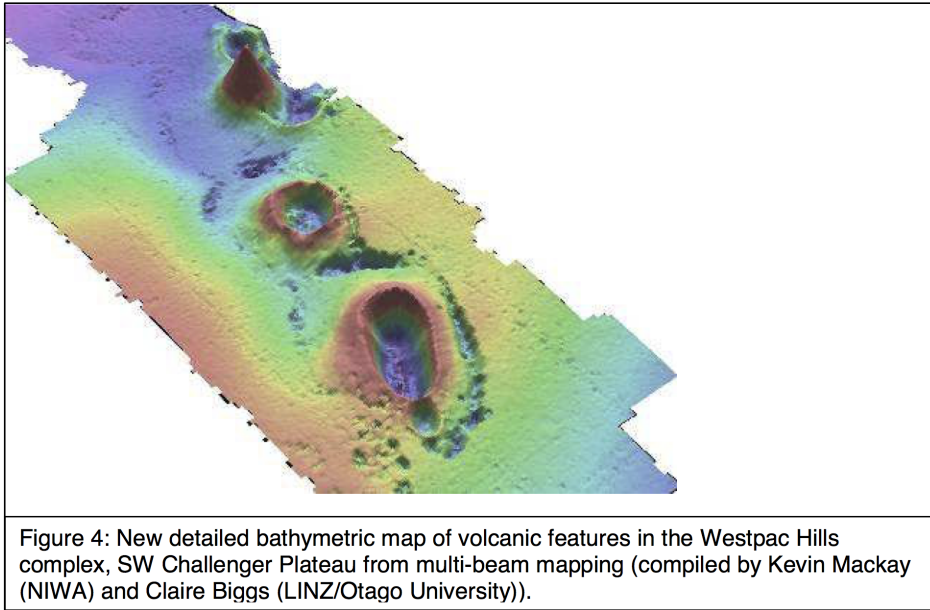 Figure 4: New detailed bathymetric map of volcanic features in the Westpac Hills
complex, SW Challenger Plateau from multi-beam mapping (compiled by Kevin Mackay
(NIWA) and Claire Biggs (LINZ/Otago University)).